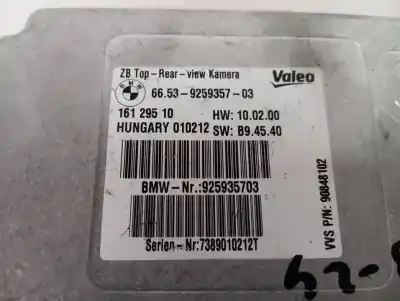 ZB Top-Rear-view Kamera
Valeo
BMW
66.53-9259357-03
161 295 10 HW: 10.02.00
HUNGARY 010212 SW: B9.45.40
BMW-Nr.:925935703
Serien-Nr:7389010212T
VVS P/N: 90848102